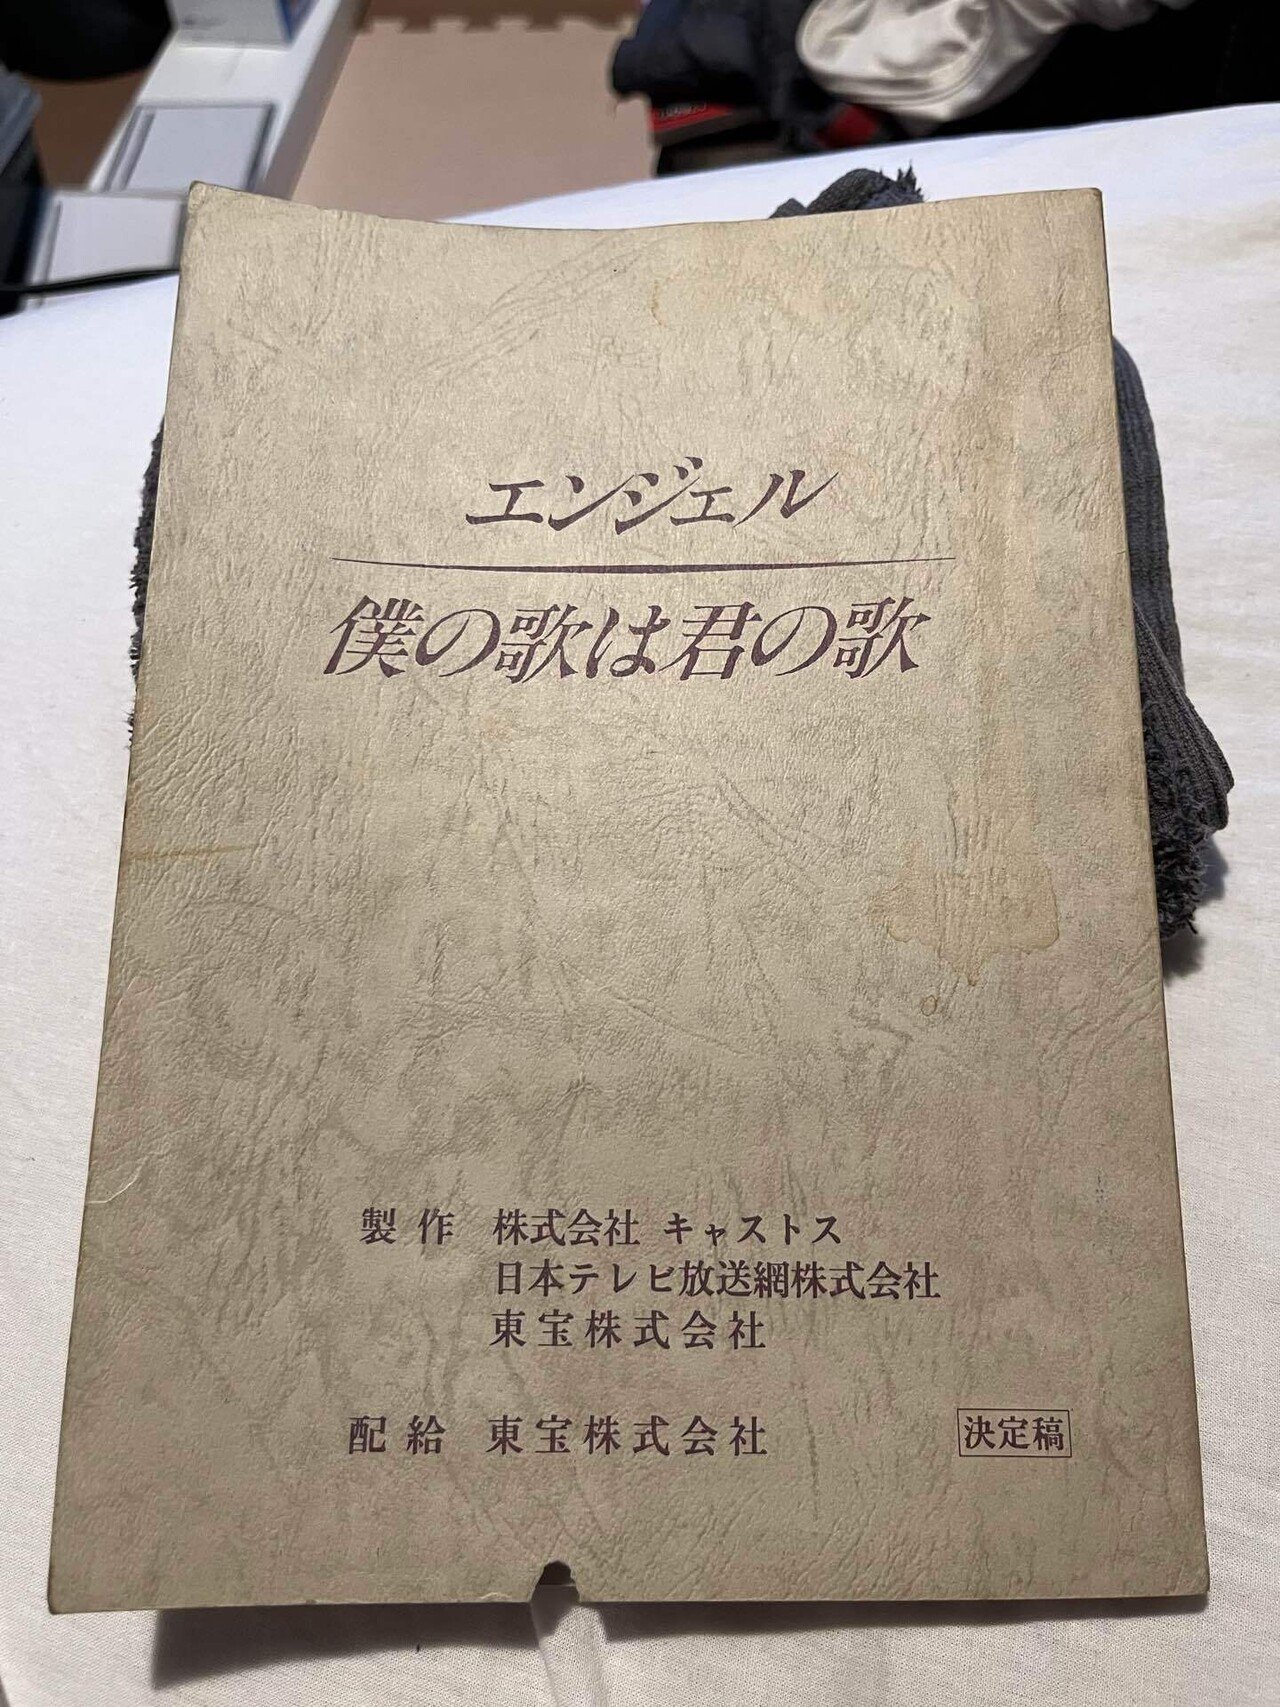 エンジェル
僕の歌は君の歌
製作 株式会社 キャストス
日本テレビ放送網株式会社
東宝株式会社
配給 東宝株式会社
決定稿